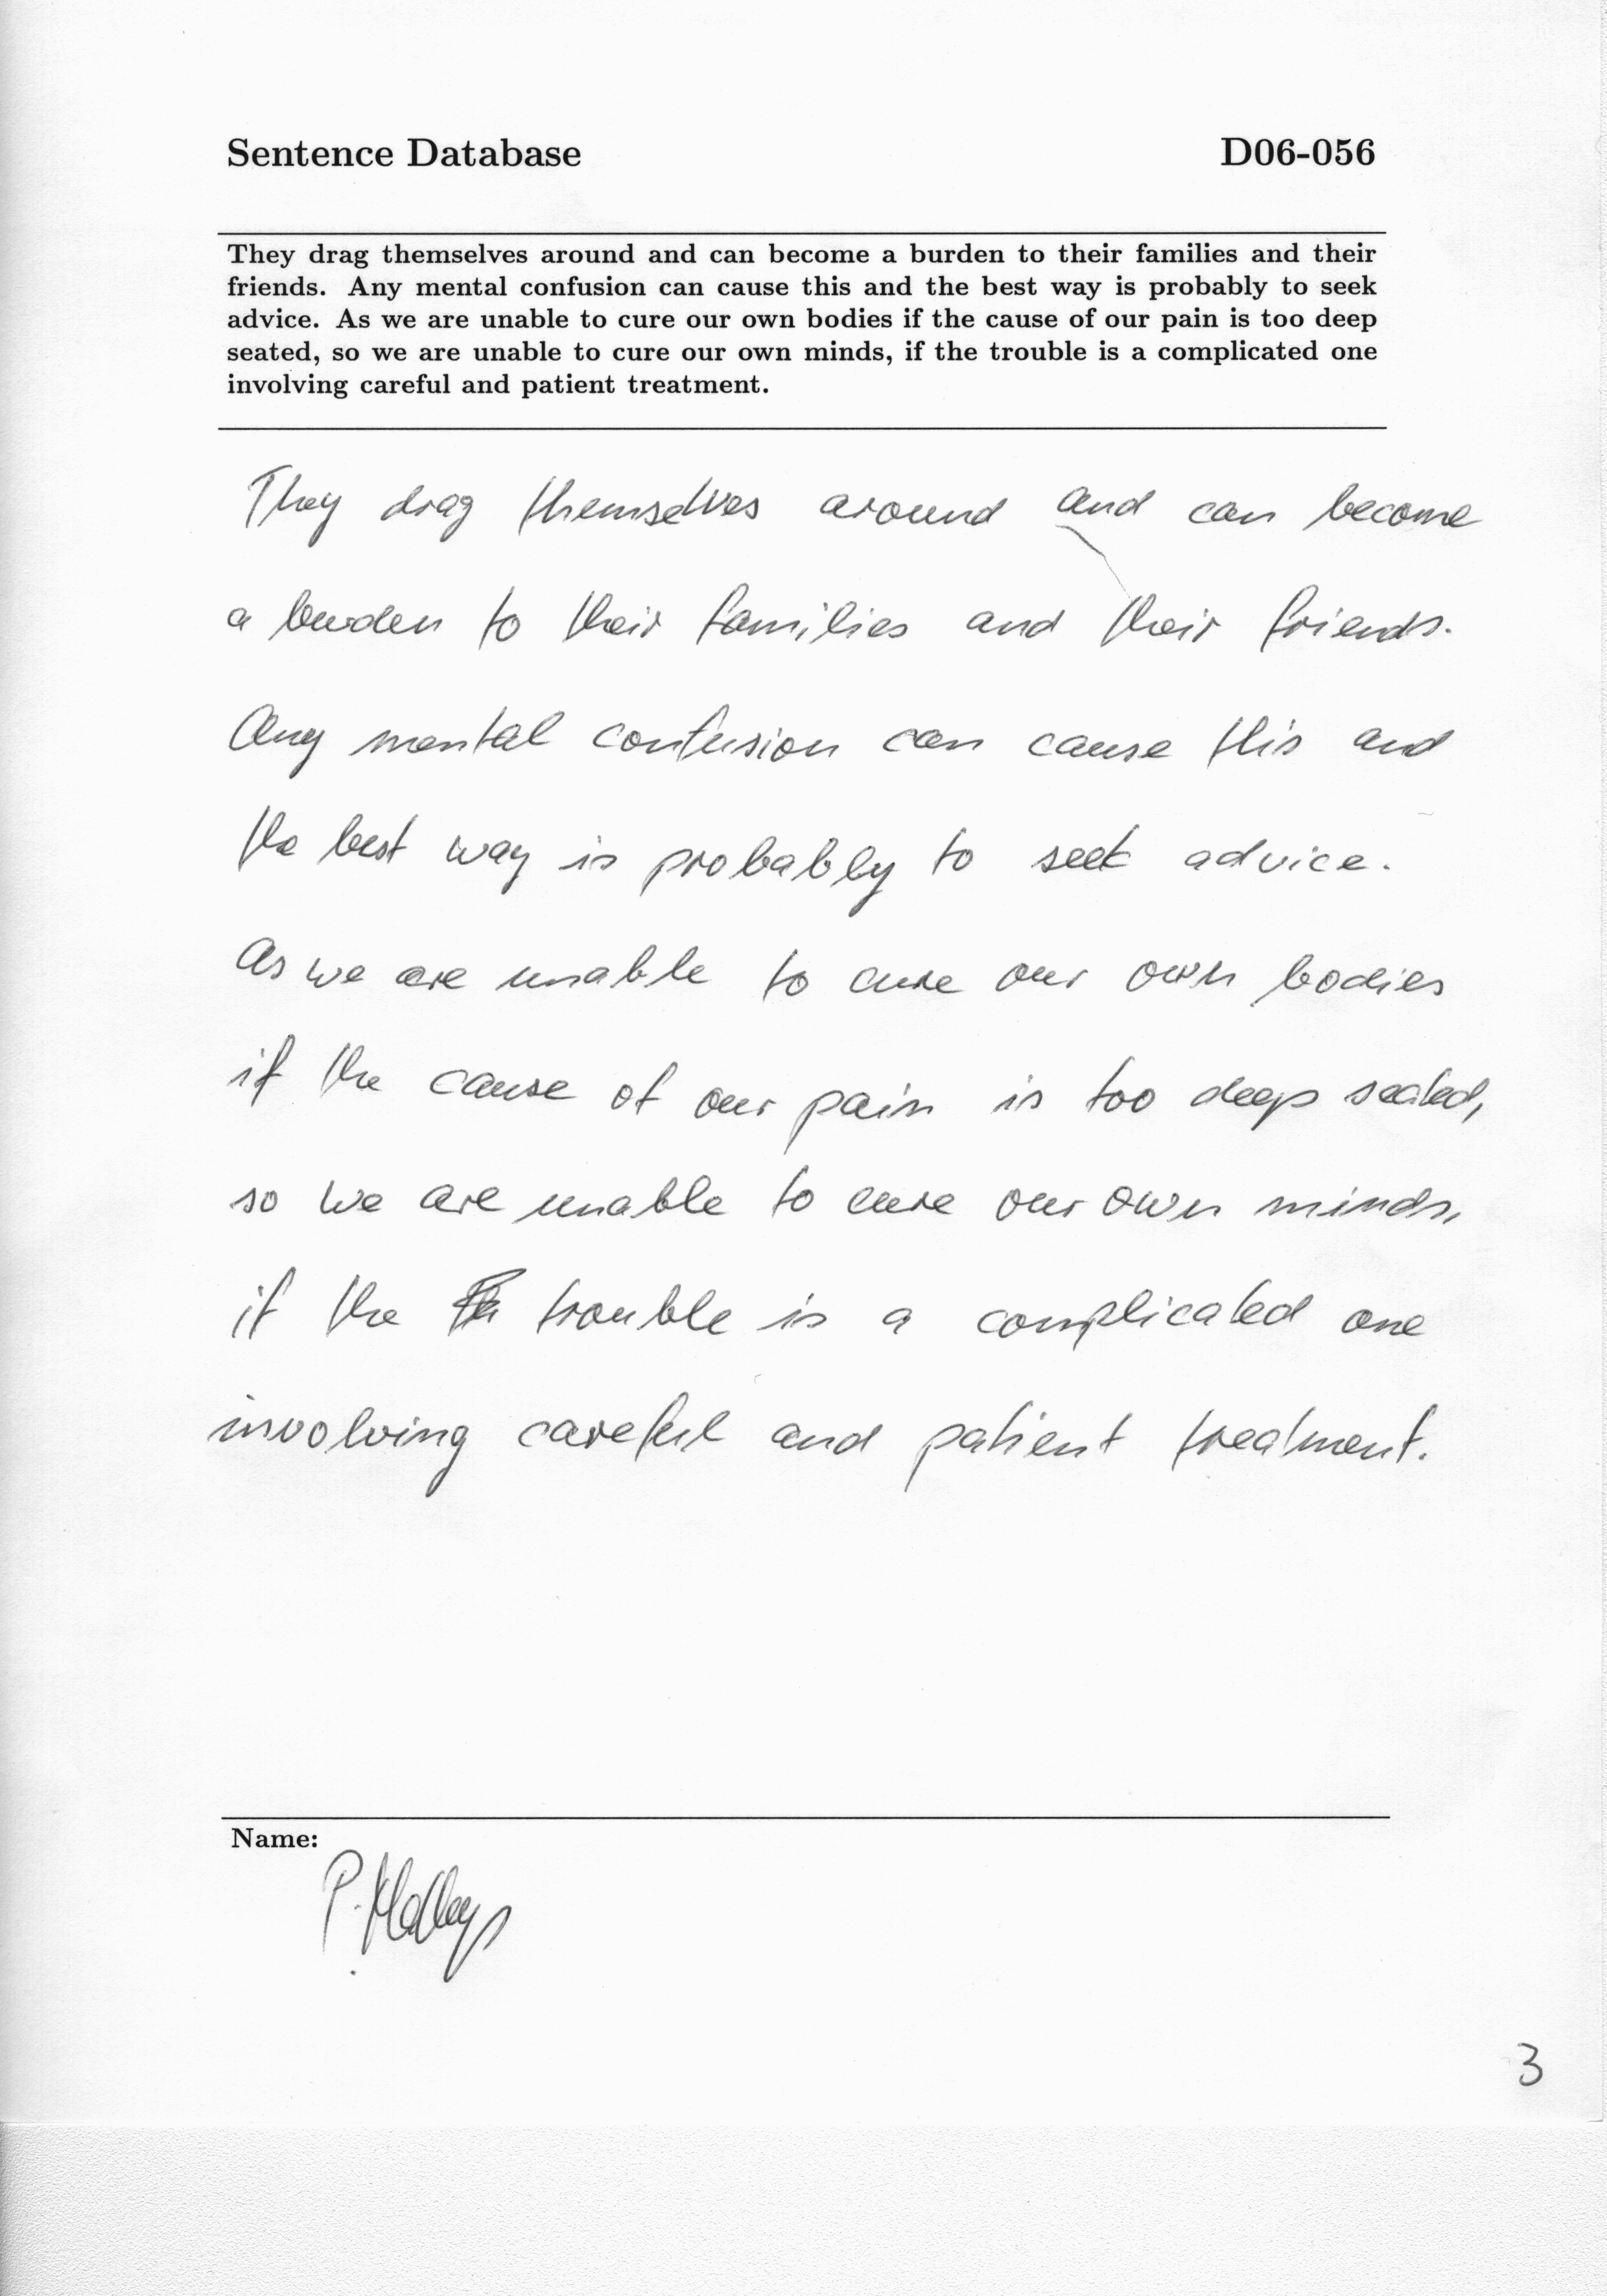 Sentence Database D06-056
They drag themselves around and can become a burden to their families and their
friends. Any mental confusion can cause this and the best way is probably to seek
advice. As we are unable to cure our own bodies if the cause of our pain is too deep
seated, so we are unable to cure our own minds, if the trouble is a complicated one
involving careful and patient treatment.
They drag themselves around and can become
a burden to their families and their friends.
Any mental confusion can cause this and
the best way is probably to seek advice.
As we are unable to cure our own bodies
if the cause of our pain is too deep seated,
so we are unable to cure our own minds,
if the trouble is a complicated one
involving careful and patient treatment.
Name:
P.
3